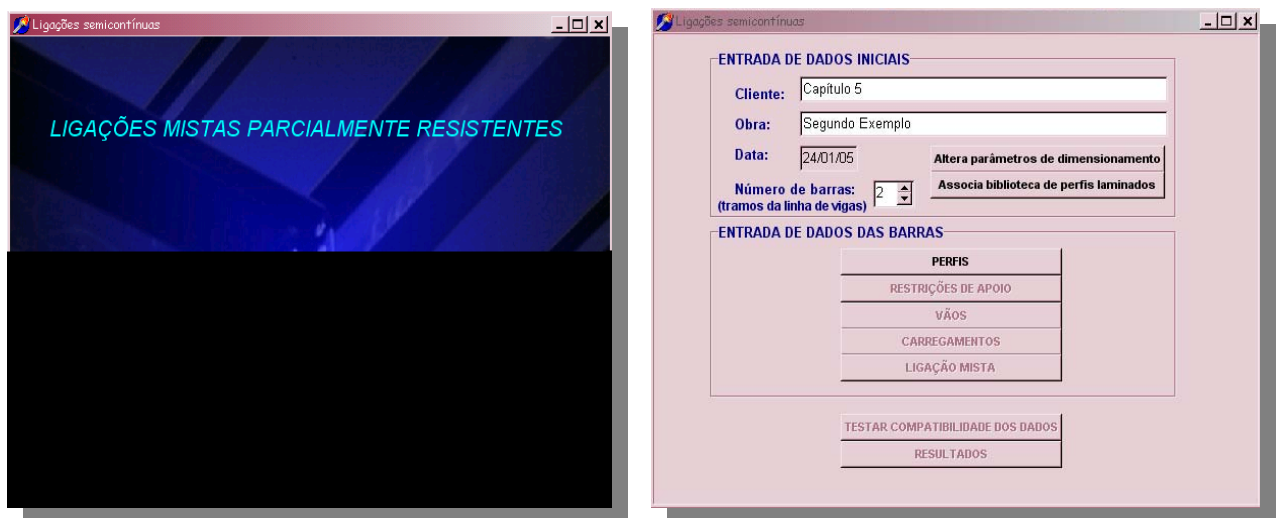 Ligações semicontínuas
LIGAÇÕES MISTAS PARCIALMENTE RESISTENTES
Ligações semicontínuas
ENTRADA DE DADOS INICIAIS
Cliente: Capítulo 5
Obra: Segundo Exemplo
Data: 24/01/05
Altera parâmetros de dimensionamento
Número de barras: 2
(tramos da linha de vigas)
Associa biblioteca de perfis laminados
ENTRADA DE DADOS DAS BARRAS
PERFIS
RESTRIÇÕES DE APOIO
VÃOS
CARREGAMENTOS
LIGAÇÃO MISTA
TESTAR COMPATIBILIDADE DOS DADOS
RESULTADOS